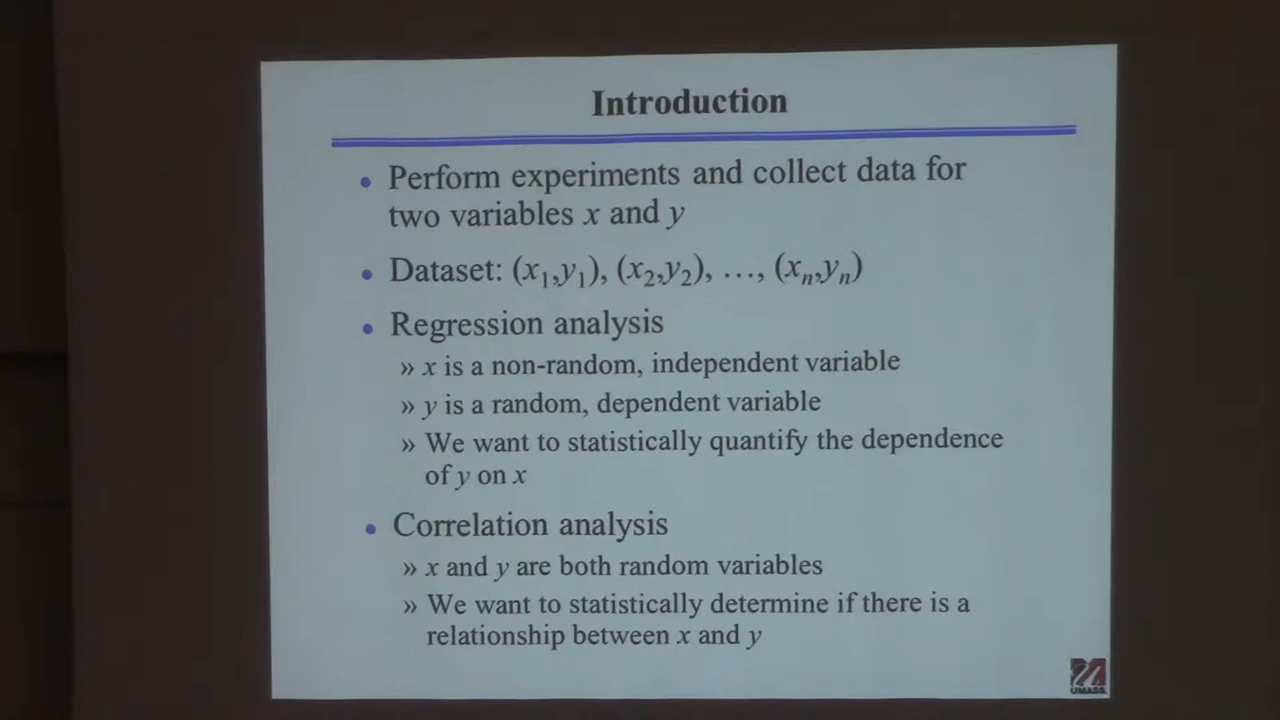 Introduction
• Perform experiments and collect data for
two variables x and y
• Dataset: (x₁,y₁), (x₂,y₂), …, (xₙ,yₙ)
• Regression analysis
» x is a non-random, independent variable
» y is a random, dependent variable
» We want to statistically quantify the dependence
of y on x
• Correlation analysis
» x and y are both random variables
» We want to statistically determine if there is a
relationship between x and y
UMASS